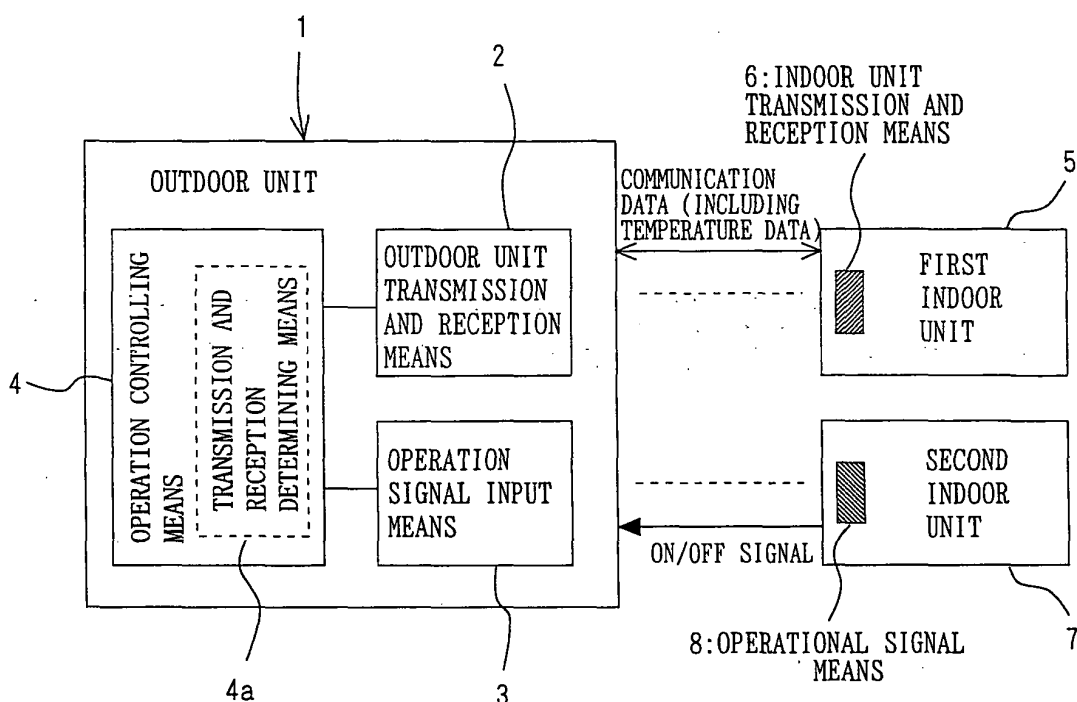 1
2
6:INDOOR UNIT
TRANSMISSION AND
RECEPTION MEANS
5
OUTDOOR UNIT
COMMUNICATION
DATA (INCLUDING
TEMPERATURE DATA)
OPERATION CONTROLLING
MEANS
TRANSMISSION AND
RECEPTION
DETERMINING MEANS
OUTDOOR UNIT
TRANSMISSION
AND RECEPTION
MEANS
FIRST
INDOOR
UNIT
4
OPERATION
SIGNAL INPUT
MEANS
SECOND
INDOOR
UNIT
ON/OFF SIGNAL
4a
3
8:OPERATIONAL SIGNAL
MEANS
7